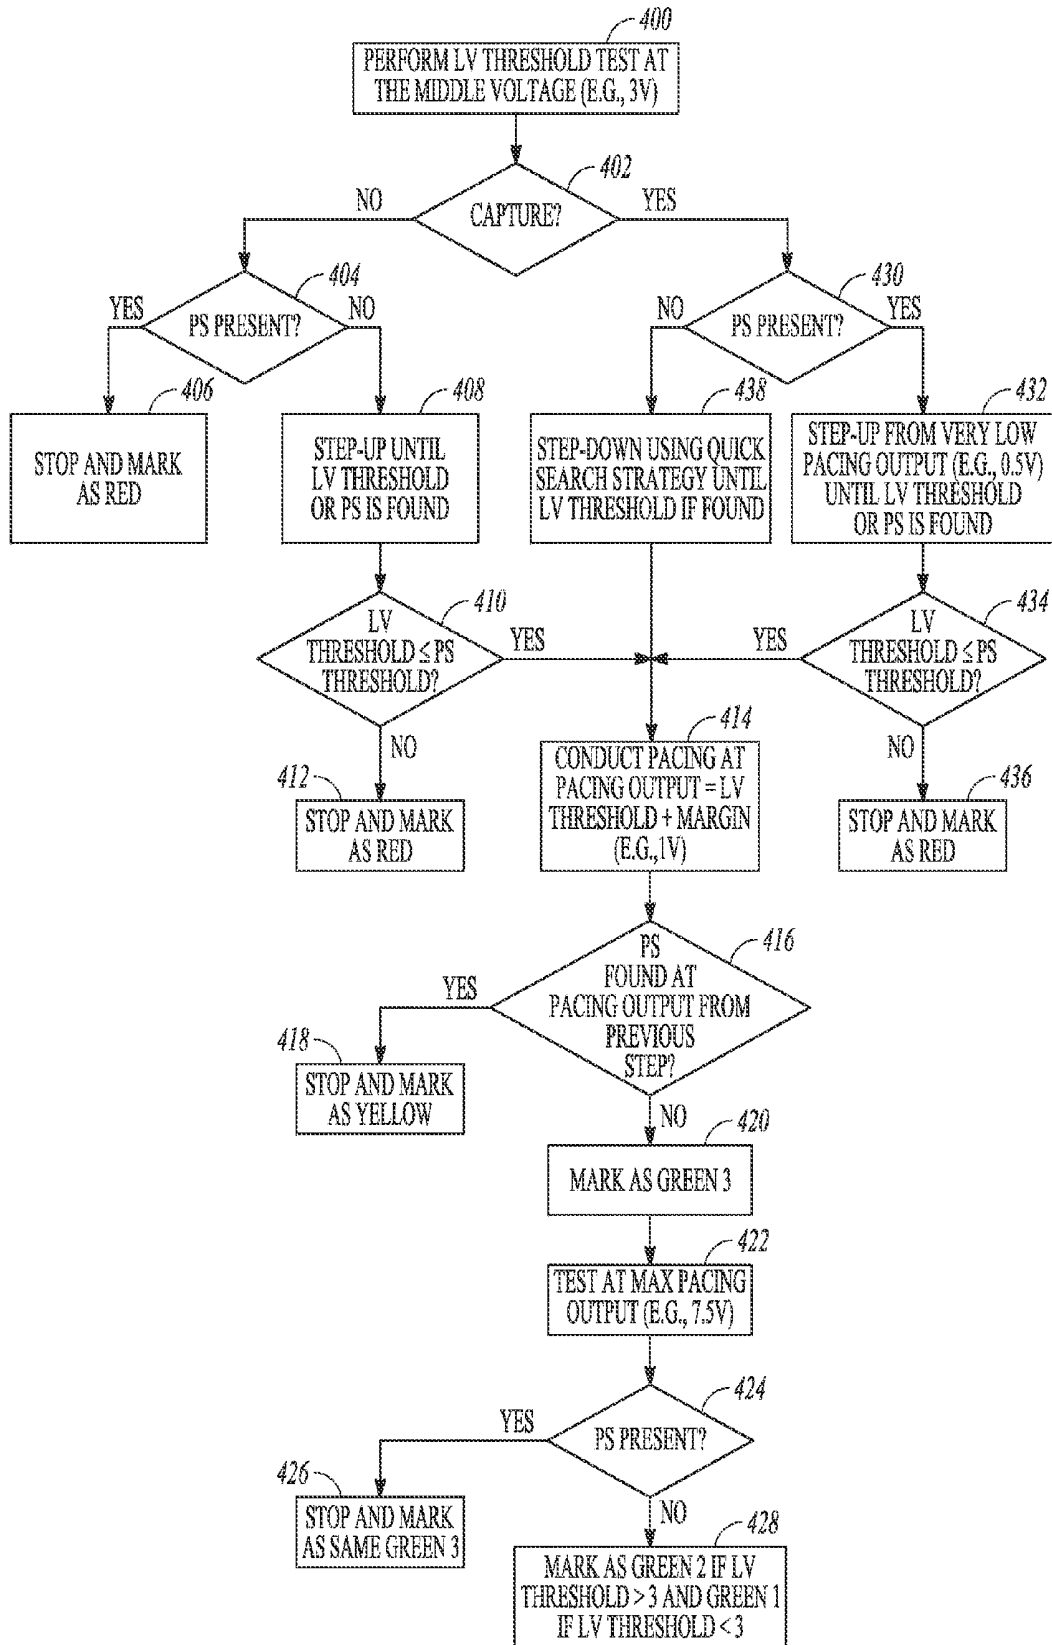 400
PERFORM LV THRESHOLD TEST AT
THE MIDDLE VOLTAGE (E.G., 3V)
402
CAPTURE?
NO
YES
404
PS PRESENT?
YES
NO
430
PS PRESENT?
NO
YES
406
STOP AND MARK
AS RED
408
STEP-UP UNTIL
LV THRESHOLD
OR PS IS FOUND
438
STEP-DOWN USING QUICK
SEARCH STRATEGY UNTIL
LV THRESHOLD IF FOUND
432
STEP-UP FROM VERY LOW
PACING OUTPUT (E.G., 0.5V)
UNTIL LV THRESHOLD
OR PS IS FOUND
410
LV
THRESHOLD ≤ PS
THRESHOLD?
YES
NO
434
LV
THRESHOLD ≤ PS
THRESHOLD?
YES
NO
412
STOP AND MARK
AS RED
414
CONDUCT PACING AT
PACING OUTPUT = LV
THRESHOLD + MARGIN
(E.G.,1V)
436
STOP AND MARK
AS RED
416
PS
FOUND AT
PACING OUTPUT FROM
PREVIOUS
STEP?
YES
NO
418
STOP AND MARK
AS YELLOW
420
MARK AS GREEN 3
422
TEST AT MAX PACING
OUTPUT (E.G., 7.5V)
424
PS PRESENT?
YES
NO
426
STOP AND MARK
AS SAME GREEN 3
428
MARK AS GREEN 2 IF LV
THRESHOLD > 3 AND GREEN 1
IF LV THRESHOLD < 3